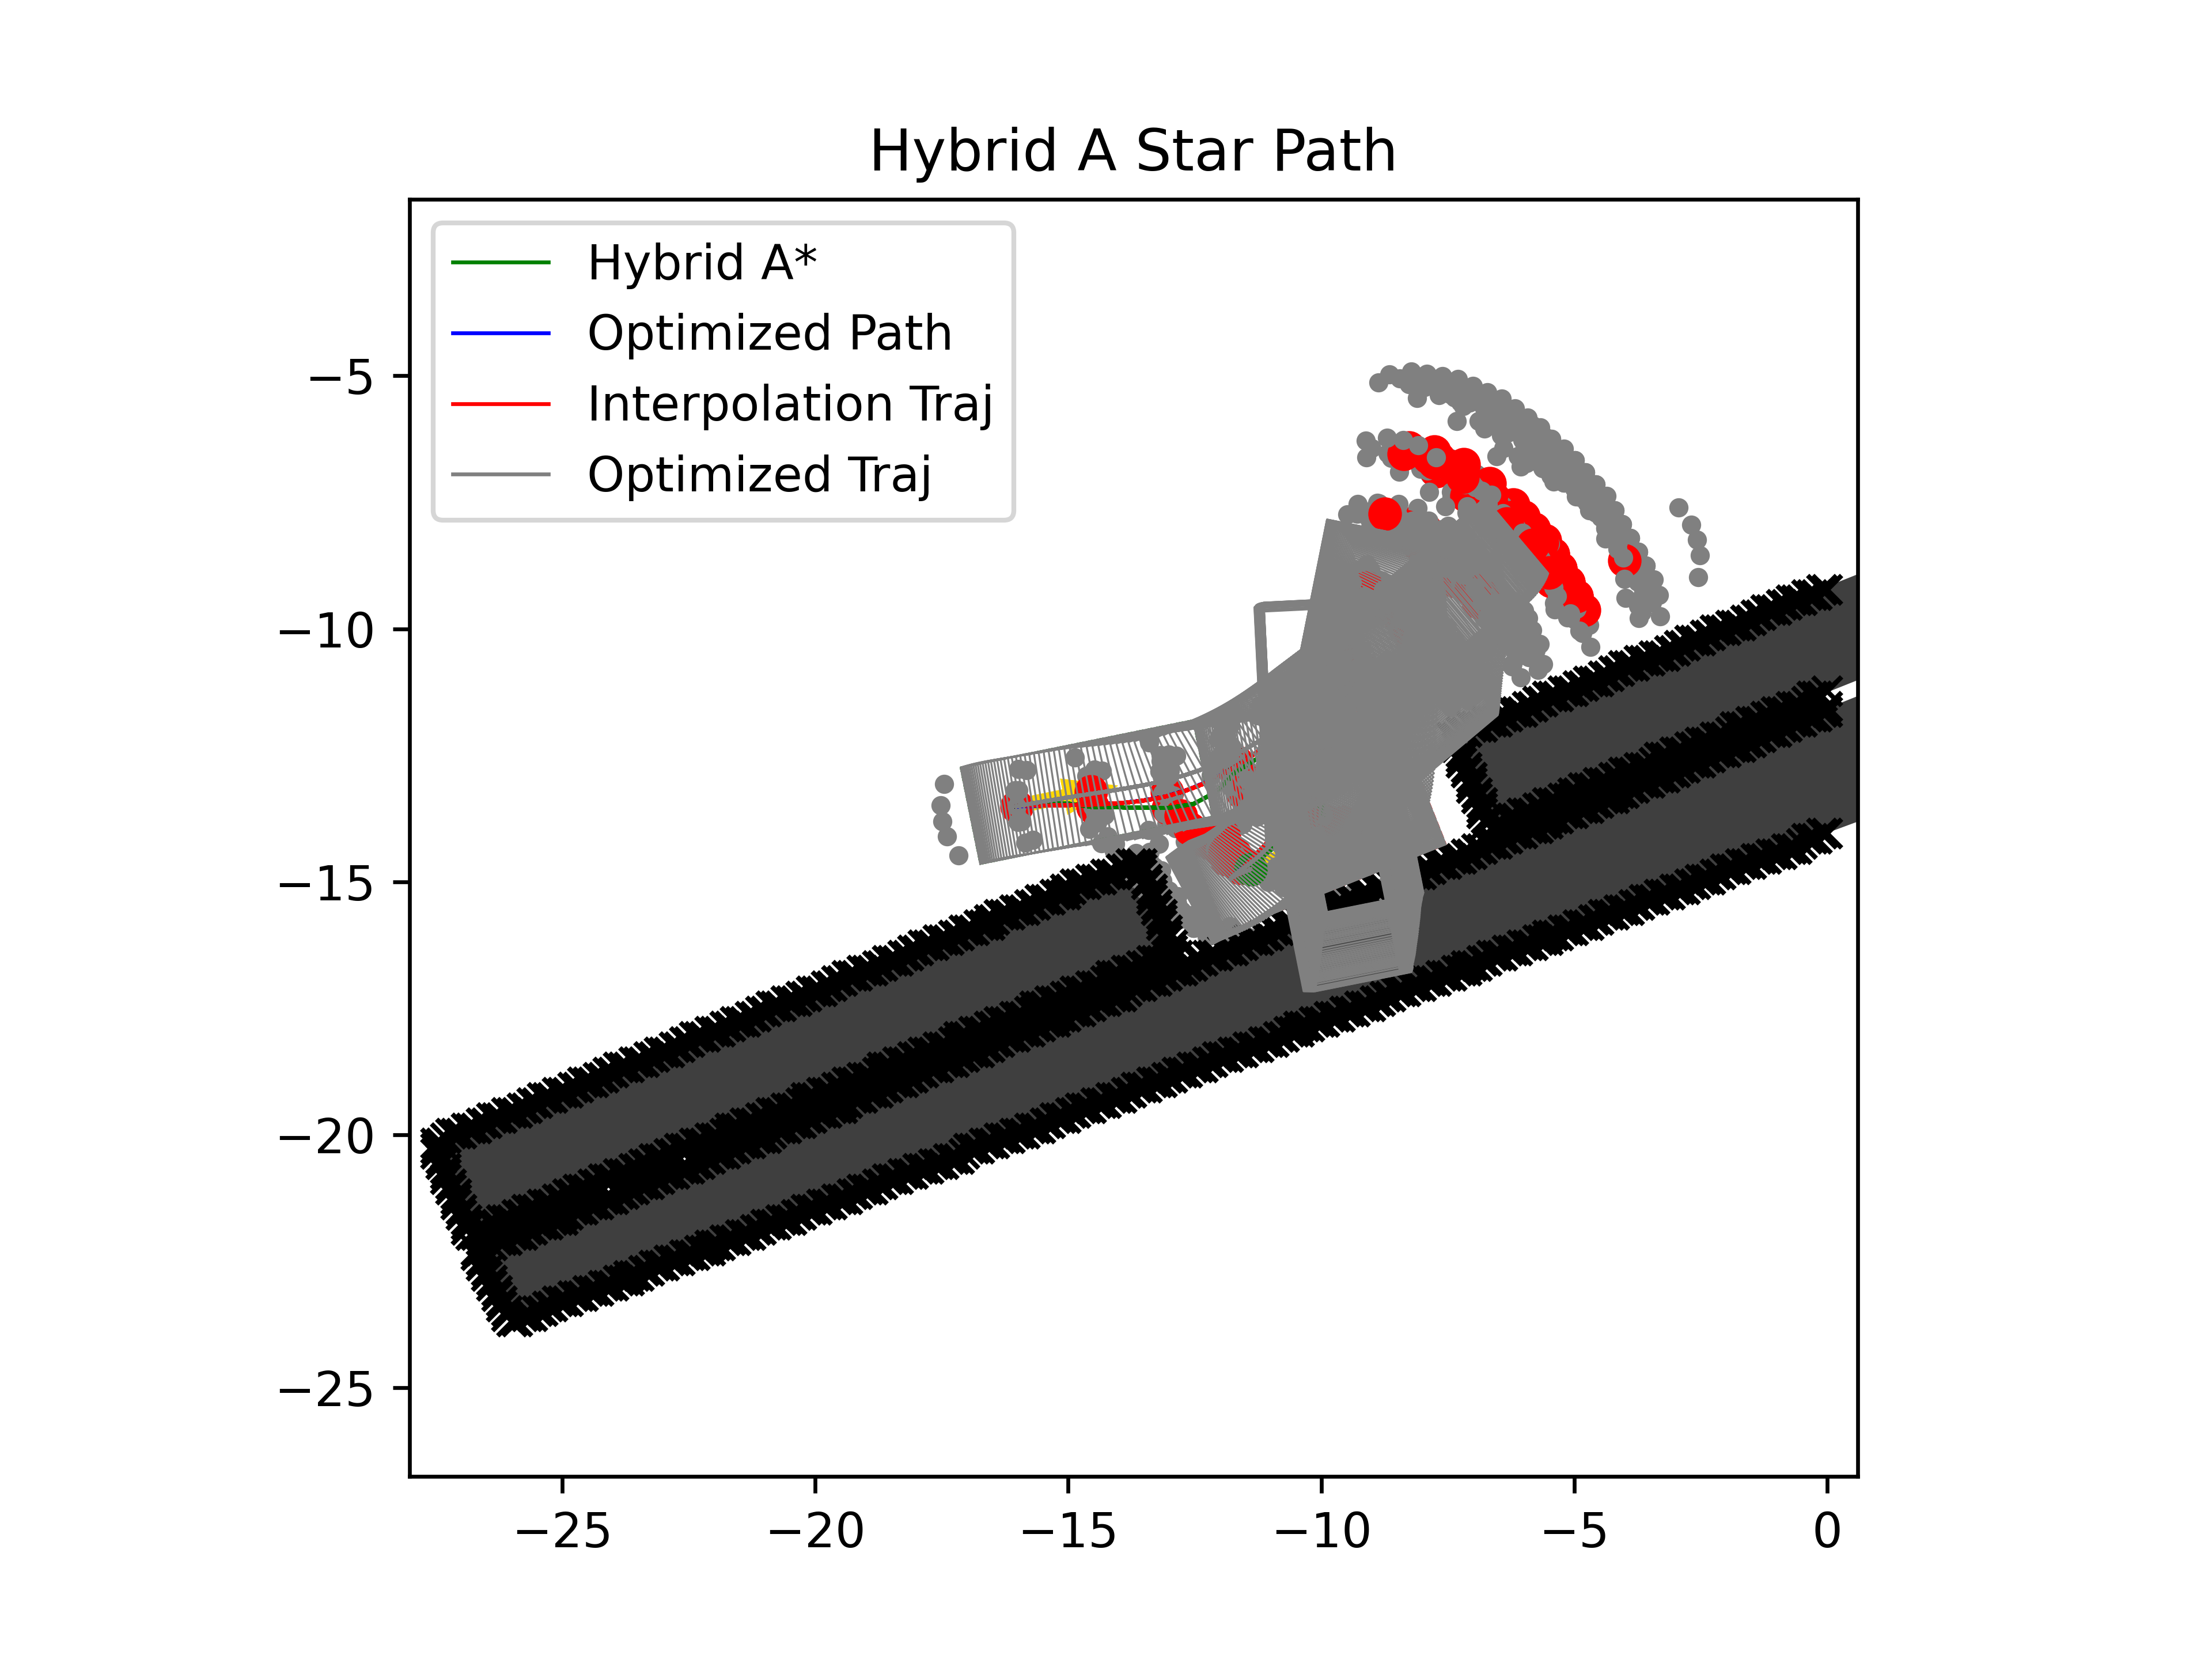 Hybrid A Star Path
Hybrid A*
Optimized Path
Interpolation Traj
Optimized Traj
−5
−10
−15
−20
−25
−25 −20 −15 −10 −5 0